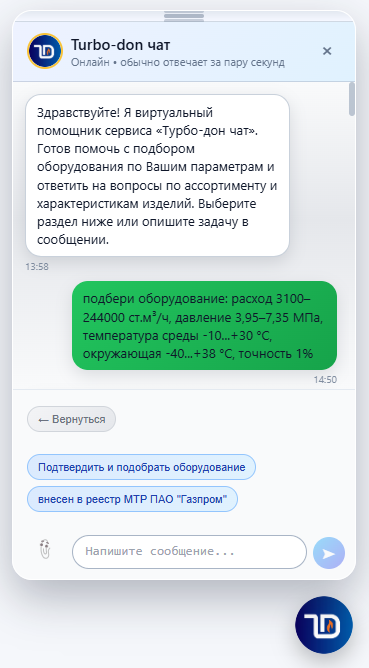 Turbo-don чат
Онлайн • обычно отвечает за пару секунд
×
Здравствуйте! Я виртуальный
помощник сервиса «Турбо-дон чат».
Готов помочь с подбором
оборудования по Вашим параметрам и
ответить на вопросы по ассортименту и
характеристикам изделий. Выберите
раздел ниже или опишите задачу в
сообщении.
13:58
подбери оборудование: расход 3100–
244000 ст.м³/ч, давление 3,95–7,35 МПа,
температура среды -10...+30 °C,
окружающая -40...+38 °C, точность 1%
14:50
← Вернуться
Подтвердить и подобрать оборудование
внесен в реестр МТР ПАО "Газпром"
Напишите сообщение...